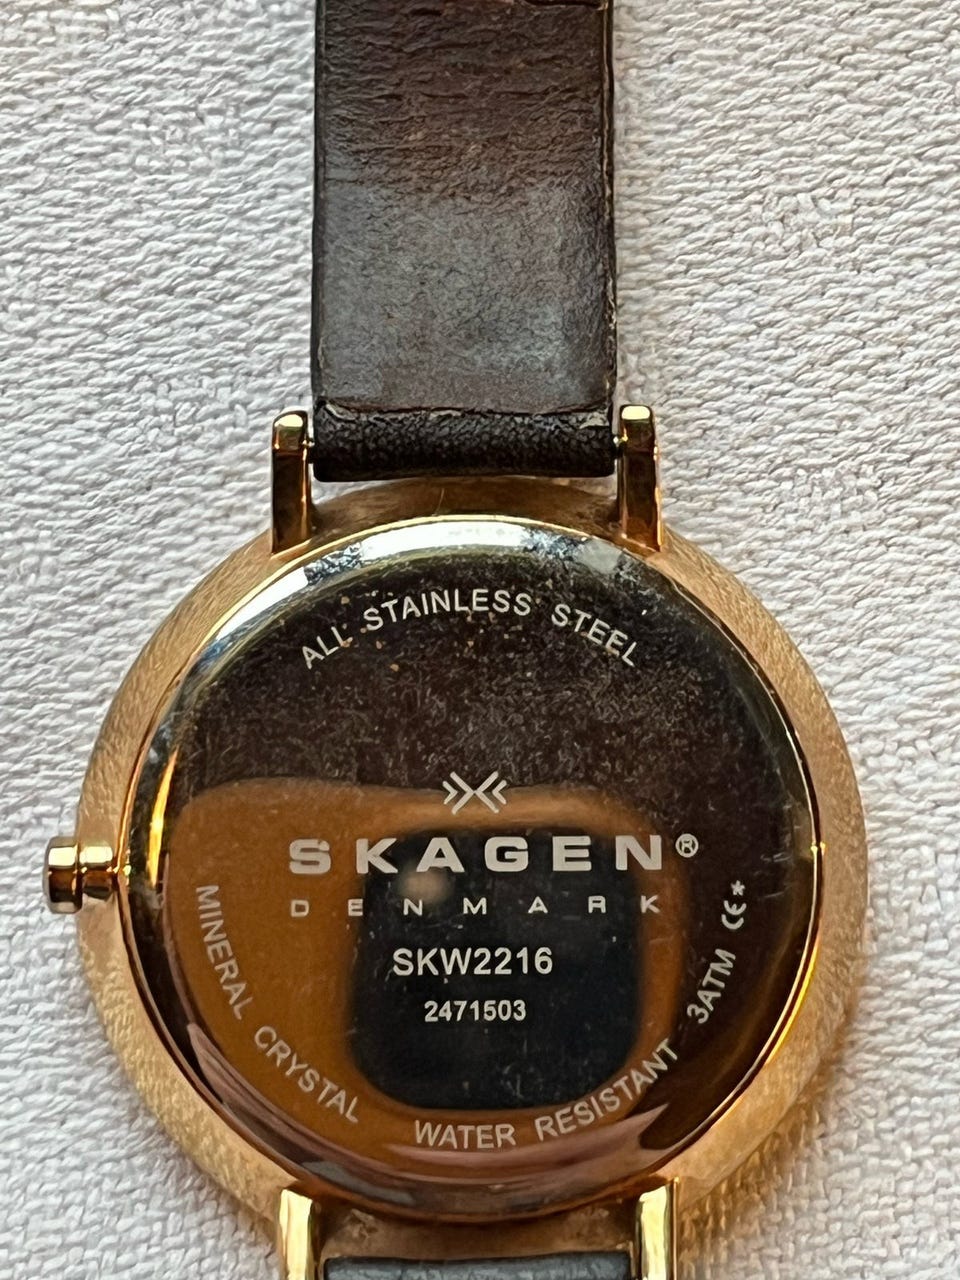 ALL STAINLESS STEEL
SKAGEN®
DENMARK
SKW2216
2471503
MINERAL CRYSTAL
WATER RESISTANT
3ATM CE*